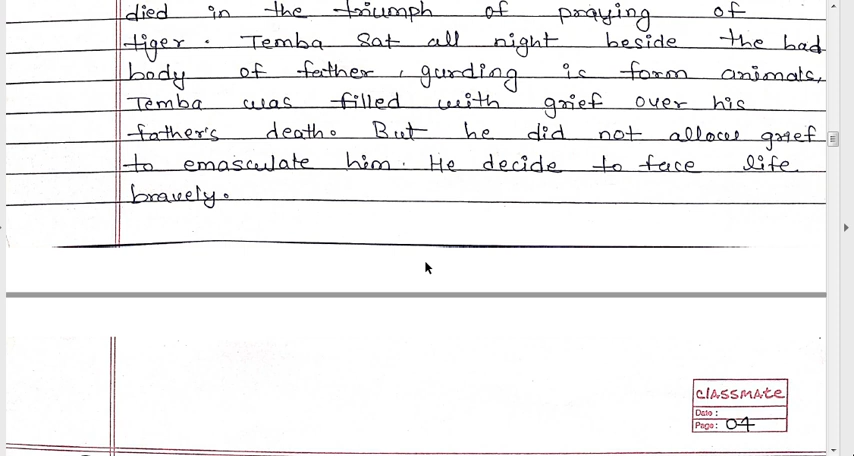 died in the triumph of praying of
tiger. Temba Sat all night beside the bad
body of father, gurding is form animals,
Temba was filled with grief over his
father's death. But he did not allow grief
to emasculate him. He decide to face life
bravely.
classmate
Date :
Page: 04